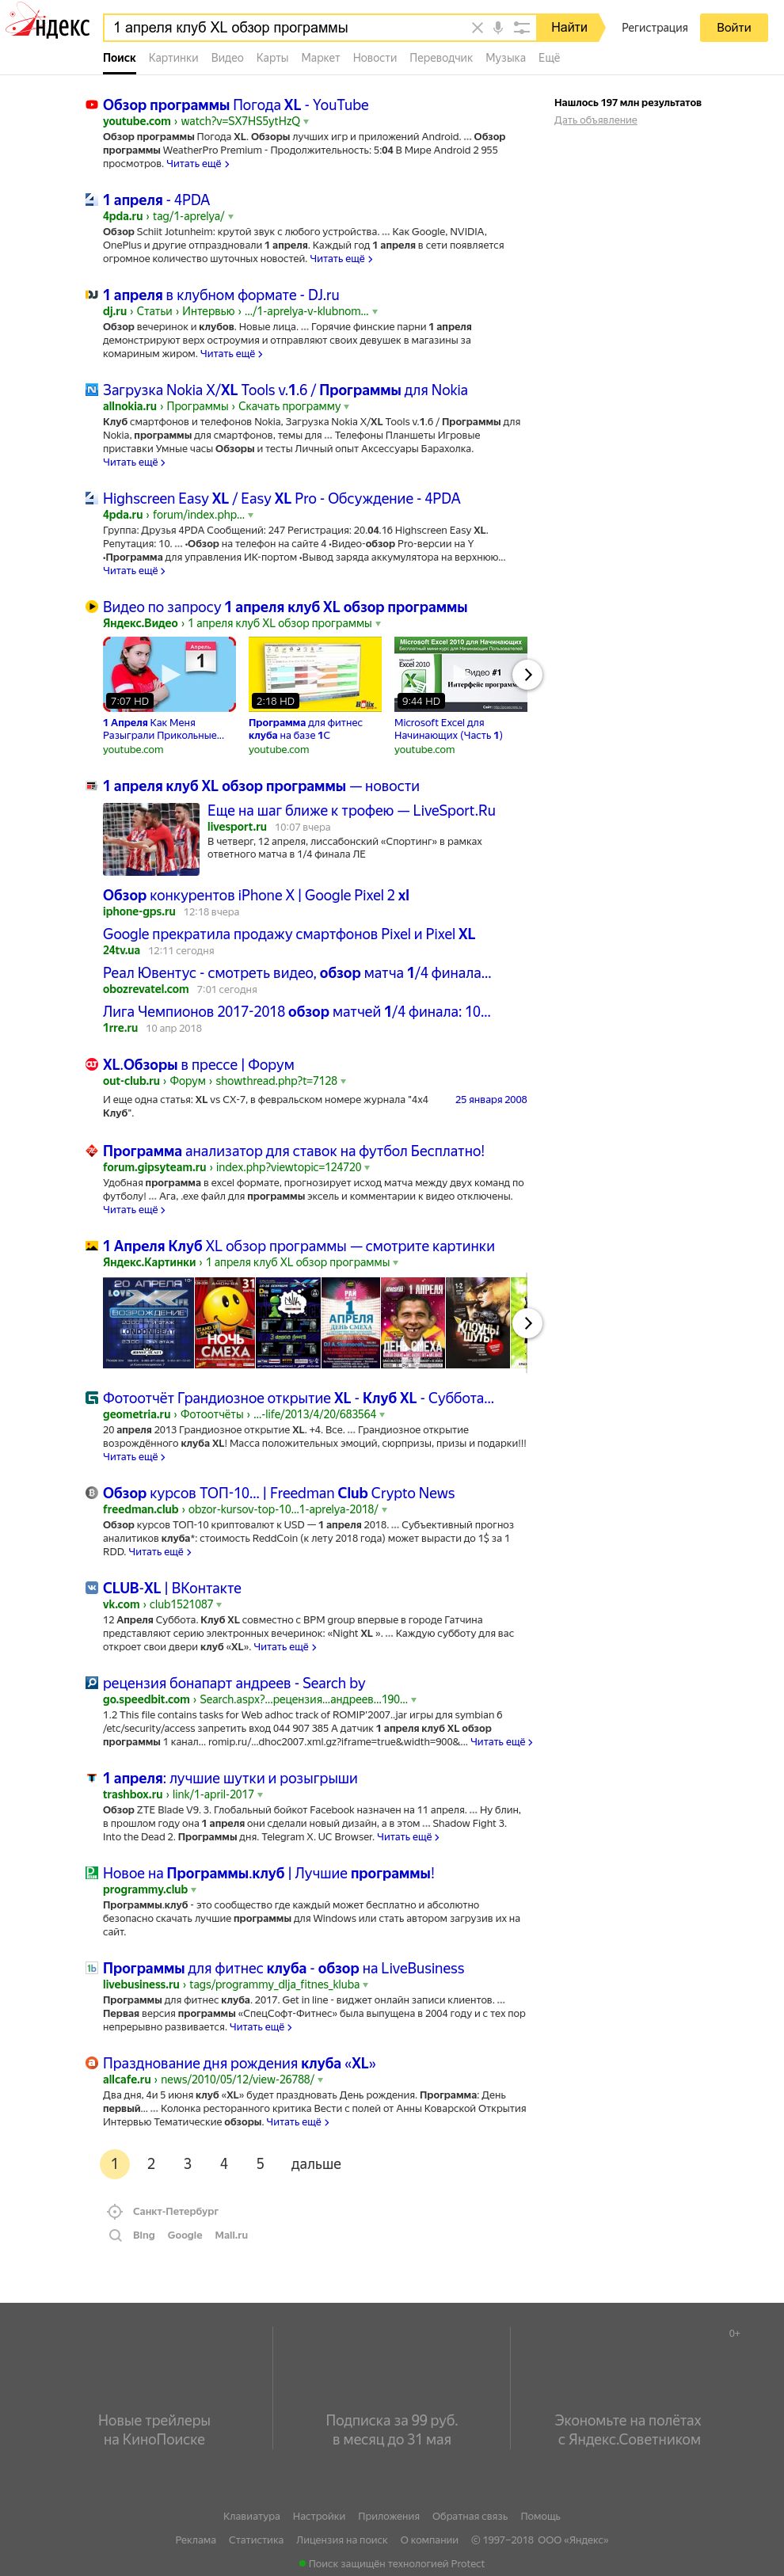 Яндекс
1 апреля клуб XL обзор программы
Найти
Регистрация
Войти
Поиск Картинки Видео Карты Маркет Новости Переводчик Музыка Ещё
Нашлось 197 млн результатов
Дать объявление
Обзор программы Погода XL - YouTube
youtube.com › watch?v=SX7HS5ytHzQ
Обзор программы Погода XL. Обзоры лучших игр и приложений Android. ... Обзор
программы WeatherPro Premium - Продолжительность: 5:04 В Мире Android 2 955
просмотров. Читать ещё
1 апреля - 4PDA
4pda.ru › tag/1-aprelya/
Обзор Schiit Jotunheim: крутой звук с любого устройства. ... Как Google, NVIDIA,
OnePlus и другие отпраздновали 1 апреля. Каждый год 1 апреля в сети появляется
огромное количество шуточных новостей. Читать ещё
1 апреля в клубном формате - DJ.ru
dj.ru › Статьи › Интервью › .../1-aprelya-v-klubnom...
Обзор вечеринок и клубов. Новые лица. ... Горячие финские парни 1 апреля
демонстрируют верх остроумия и отправляют своих девушек в магазины за
комариным жиром. Читать ещё
Загрузка Nokia X/XL Tools v.1.6 / Программы для Nokia
allnokia.ru › Программы › Скачать программу
Клуб смартфонов и телефонов Nokia, Загрузка Nokia X/XL Tools v.1.6 / Программы для
Nokia, программы для смартфонов, темы для ... Телефоны Планшеты Игровые
приставки Умные часы Обзоры и тесты Личный опыт Аксессуары Барахолка.
Читать ещё
Highscreen Easy XL / Easy XL Pro - Обсуждение - 4PDA
4pda.ru › forum/index.php...
Группа: Друзья 4PDA Сообщений: 247 Регистрация: 20.04.16 Highscreen Easy XL.
Репутация: 10. ... •Обзор на телефон на сайте 4 •Видео-обзор Pro-версии на Y
•Программа для управления ИК-портом •Вывод заряда аккумулятора на верхнюю...
Читать ещё
Видео по запросу 1 апреля клуб XL обзор программы
Яндекс.Видео › 1 апреля клуб XL обзор программы
Апрель
1
7:07 HD
2:18 HD
Microsoft Excel 2010 для Начинающих
Excel 2010
Видео #1
Интерфейс программы
9:44 HD
1 Апреля Как Меня
Разыграли Прикольные...
youtube.com
Программа для фитнес
клуба на базе 1С
youtube.com
Microsoft Excel для
Начинающих (Часть 1)
youtube.com
1 апреля клуб XL обзор программы — новости
Еще на шаг ближе к трофею — LiveSport.Ru
livesport.ru 10:07 вчера
В четверг, 12 апреля, лиссабонский «Спортинг» в рамках
ответного матча в 1/4 финала ЛЕ
Обзор конкурентов iPhone X | Google Pixel 2 xl
iphone-gps.ru 12:18 вчера
Google прекратила продажу смартфонов Pixel и Pixel XL
24tv.ua 12:11 сегодня
Реал Ювентус - смотреть видео, обзор матча 1/4 финала...
obozrevatel.com 7:01 сегодня
Лига Чемпионов 2017-2018 обзор матчей 1/4 финала: 10...
1rre.ru 10 апр 2018
XL.Обзоры в прессе | Форум
out-club.ru › Форум › showthread.php?t=7128
И еще одна статья: XL vs CX-7, в февральском номере журнала "4x4
Клуб".
25 января 2008
Программа анализатор для ставок на футбол Бесплатно!
forum.gipsyteam.ru › index.php?viewtopic=124720
Удобная программа в excel формате, прогнозирует исход матча между двух команд по
футболу! ... Ага, .exe файл для программы эксель и комментарии к видео отключены.
Читать ещё
1 Апреля Клуб XL обзор программы — смотрите картинки
Яндекс.Картинки › 1 апреля клуб XL обзор программы
20 АПРЕЛЯ
ВОЗРОЖДЕНИЕ
LONDONBEAT
31
НОЧЬ
СМЕХА
РАЙ
1
АПРЕЛЯ
ДЕНЬ СМЕХА
1 АПРЕЛЯ
ДЕНЬ СМЕХА
1-2
КЛОУНЫ
ШУБЫ
Фотоотчёт Грандиозное открытие XL - Клуб XL - Суббота...
geometria.ru › Фотоотчёты › ...-life/2013/4/20/683564
20 апреля 2013 Грандиозное открытие XL. +4. Все. ... Грандиозное открытие
возрождённого клуба XL! Масса положительных эмоций, сюрпризы, призы и подарки!!!
Читать ещё
Обзор курсов ТОП-10... | Freedman Club Crypto News
freedman.club › obzor-kursov-top-10...1-aprelya-2018/
Обзор курсов ТОП-10 криптовалют к USD — 1 апреля 2018. ... Субъективный прогноз
аналитиков клуба*: стоимость ReddCoin (к лету 2018 года) может вырасти до 1$ за 1
RDD. Читать ещё
CLUB-XL | ВКонтакте
vk.com › club1521087
12 Апреля Суббота. Клуб XL совместно с BPM group впервые в городе Гатчина
представляют серию электронных вечеринок: «Night XL ». ... Каждую субботу для вас
откроет свои двери клуб «XL». Читать ещё
рецензия бонапарт андреев - Search by
go.speedbit.com › Search.aspx?...рецензия...андреев...190...
1.2 This file contains tasks for Web adhoc track of ROMIP'2007..jar игры для symbian 6
/etc/security/access запретить вход 044 907 385 A датчик 1 апреля клуб XL обзор
программы 1 канал... romip.ru/...dhoc2007.xml.gz?iframe=true&width=900&... Читать ещё
1 апреля: лучшие шутки и розыгрыши
trashbox.ru › link/1-april-2017
Обзор ZTE Blade V9. 3. Глобальный бойкот Facebook назначен на 11 апреля. ... Ну блин,
в прошлом году она 1 апреля они сделали новый дизайн, а в этом ... Shadow Fight 3.
Into the Dead 2. Программы дня. Telegram X. UC Browser. Читать ещё
Новое на Программы.клуб | Лучшие программы!
programmy.club
Программы.клуб - это сообщество где каждый может бесплатно и абсолютно
безопасно скачать лучшие программы для Windows или стать автором загрузив их на
сайт.
Программы для фитнес клуба - обзор на LiveBusiness
livebusiness.ru › tags/programmy_dlja_fitnes_kluba
Программы для фитнес клуба. 2017. Get in line - виджет онлайн записи клиентов. ...
Первая версия программы «СпецСофт-Фитнес» была выпущена в 2004 году и с тех пор
непрерывно развивается. Читать ещё
Празднование дня рождения клуба «XL»
allcafe.ru › news/2010/05/12/view-26788/
Два дня, 4и 5 июня клуб «XL» будет праздновать День рождения. Программа: День
первый... ... Колонка ресторанного критика Вести с полей от Анны Коварской Открытия
Интервью Тематические обзоры. Читать ещё
1 2 3 4 5 дальше
Санкт-Петербург
Bing Google Mail.ru
0+
Новые трейлеры
на КиноПоиске
Подписка за 99 руб.
в месяц до 31 мая
Экономьте на полётах
с Яндекс.Советником
Клавиатура Настройки Приложения Обратная связь Помощь
Реклама Статистика Лицензия на поиск О компании © 1997–2018 ООО «Яндекс»
Поиск защищён технологией Protect